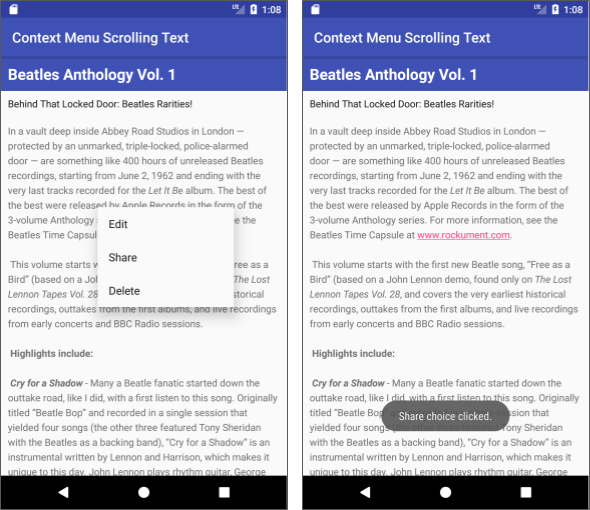 1:08
Context Menu Scrolling Text
Beatles Anthology Vol. 1
Behind That Locked Door: Beatles Rarities!
In a vault deep inside Abbey Road Studios in London —
protected by an unmarked, triple-locked, police-alarmed
door — are something like 400 hours of unreleased Beatles
recordings, starting from June 2, 1962 and ending with the
very last tracks recorded for the Let It Be album. The best of
the best were released by Apple Records in the form of the
3-volume Anthology s
ee the
Beatles Time Capsul
Edit
Share
Delete
This volume starts w
ree as a
Bird” (based on a Joh
The Lost
Lennon Tapes Vol. 28,
storical
recordings, outtakes from the first albums, and live recordings
from early concerts and BBC Radio sessions.
Highlights include:
Cry for a Shadow - Many a Beatle fanatic started down the
outtake road, like I did, with a first listen to this song. Originally
titled “Beatle Bop” and recorded in a single session that
yielded four songs (the other three featured Tony Sheridan
with the Beatles as a backing band), “Cry for a Shadow” is an
instrumental written by Lennon and Harrison, which makes it
unique to this day. John Lennon plays rhythm guitar, George
LTE 1:08
Context Menu Scrolling Text
Beatles Anthology Vol. 1
Behind That Locked Door: Beatles Rarities!
In a vault deep inside Abbey Road Studios in London —
protected by an unmarked, triple-locked, police-alarmed
door — are something like 400 hours of unreleased Beatles
recordings, starting from June 2, 1962 and ending with the
very last tracks recorded for the Let It Be album. The best of
the best were released by Apple Records in the form of the
3-volume Anthology series. For more information, see the
Beatles Time Capsule at www.rockument.com.
This volume starts with the first new Beatle song, “Free as a
Bird” (based on a John Lennon demo, found only on The Lost
Lennon Tapes Vol. 28, and covers the very earliest historical
recordings, outtakes from the first albums, and live recordings
from early concerts and BBC Radio sessions.
Highlights include:
Cry for a Shadow - Many a Beatle fanatic started down the
outtake road, like I did, with a first listen to this song. Originally
titled “Beatle Bop” and recorded in a single session that
Share choice clicked.
yielded four songs (the other three featured Tony Sheridan
with the Beatles as a backing band), “Cry for a Shadow” is an
instrumental written by Lennon and Harrison, which makes it
unique to this day. John Lennon plays rhythm guitar, George